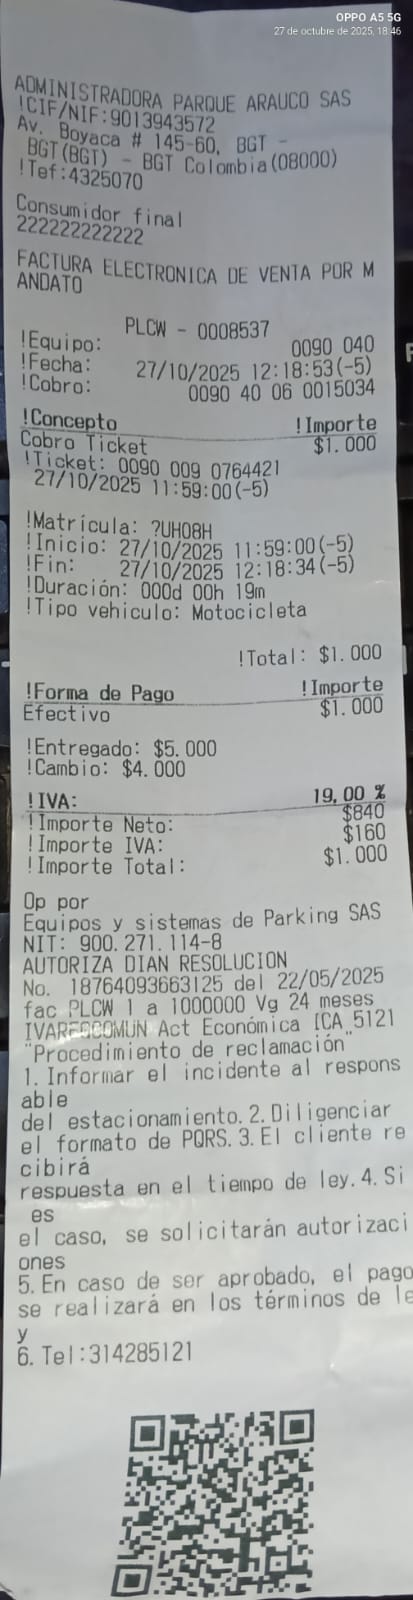 OPPO A5 5G
27 de octubre de 2025, 18:46
ADMINISTRADORA PARQUE ARAUCO SAS
!CIF/NIF:9013943572
Av. Boyaca # 145-60, BGT -
BGT(BGT) - BGT Colombia(08000)
!Tef:4325070
Consumidor final
222222222222
FACTURA ELECTRONICA DE VENTA POR M
ANDATO
PLCW - 0008537
!Equipo: 0090 040
!Fecha: 27/10/2025 12:18:53(-5)
!Cobro: 0090 40 06 0015034
!Concepto !Importe
Cobro Ticket $1.000
!Ticket: 0090 009 0764421
27/10/2025 11:59:00(-5)
!Matrícula: ?UH08H
!Inicio: 27/10/2025 11:59:00(-5)
!Fin: 27/10/2025 12:18:34(-5)
!Duración: 000d 00h 19m
!Tipo vehiculo: Motocicleta
!Total: $1.000
!Forma de Pago !Importe
Efectivo $1.000
!Entregado: $5.000
!Cambio: $4.000
!IVA: 19,00 %
!Importe Neto: $840
!Importe IVA: $160
!Importe Total: $1.000
Op por
Equipos y sistemas de Parking SAS
NIT: 900.271.114-8
AUTORIZA DIAN RESOLUCION
No. 18764093663125 del 22/05/2025
fac PLCW 1 a 1000000 Vg 24 meses
IVARESCOMUN Act Económica ICA 5121
"Procedimiento de reclamación"
1. Informar el incidente al respons
able
del estacionamiento.2.Diligenciar
el formato de PQRS.3.El cliente re
cibirá
respuesta en el tiempo de ley.4.Si
es
el caso, se solicitarán autorizaci
ones
5.En caso de ser aprobado, el pago
se realizará en los términos de le
y
6.Tel:314285121